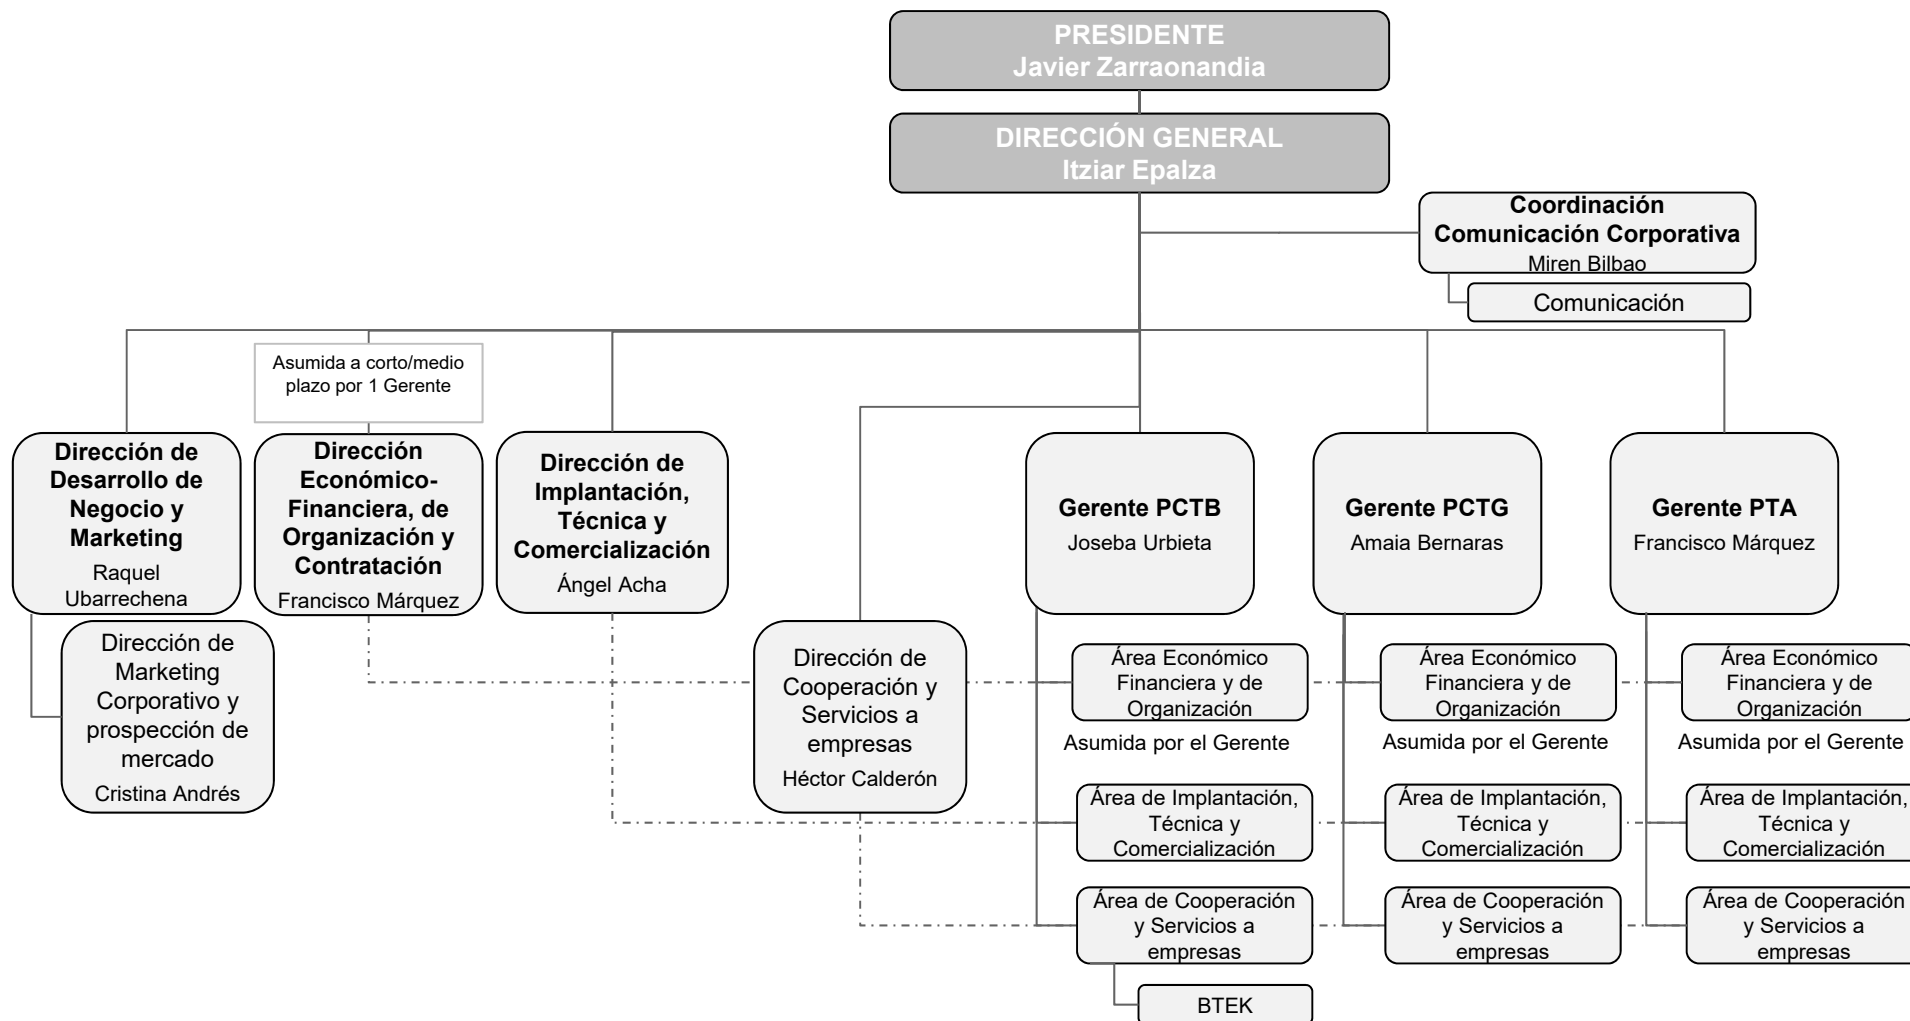 PRESIDENTE
Javier Zarraonandia
DIRECCIÓN GENERAL
Itziar Epalza
Coordinación
Comunicación Corporativa
Miren Bilbao
Comunicación
Asumida a corto/medio
plazo por 1 Gerente
Dirección de
Desarrollo de
Negocio y
Marketing
Raquel
Ubarrechena
Dirección
Económico-
Financiera, de
Organización y
Contratación
Francisco Márquez
Dirección de
Implantación,
Técnica y
Comercialización
Ángel Acha
Gerente PCTB
Joseba Urbieta
Gerente PCTG
Amaia Bernaras
Gerente PTA
Francisco Márquez
Dirección de
Marketing
Corporativo y
prospección de
mercado
Cristina Andrés
Dirección de
Cooperación y
Servicios a
empresas
Héctor Calderón
Área Económico
Financiera y de
Organización
Asumida por el Gerente
Área Económico
Financiera y de
Organización
Asumida por el Gerente
Área Económico
Financiera y de
Organización
Asumida por el Gerente
Área de Implantación,
Técnica y
Comercialización
Área de Implantación,
Técnica y
Comercialización
Área de Implantación,
Técnica y
Comercialización
Área de Cooperación
y Servicios a
empresas
Área de Cooperación
y Servicios a
empresas
Área de Cooperación
y Servicios a
empresas
BTEK